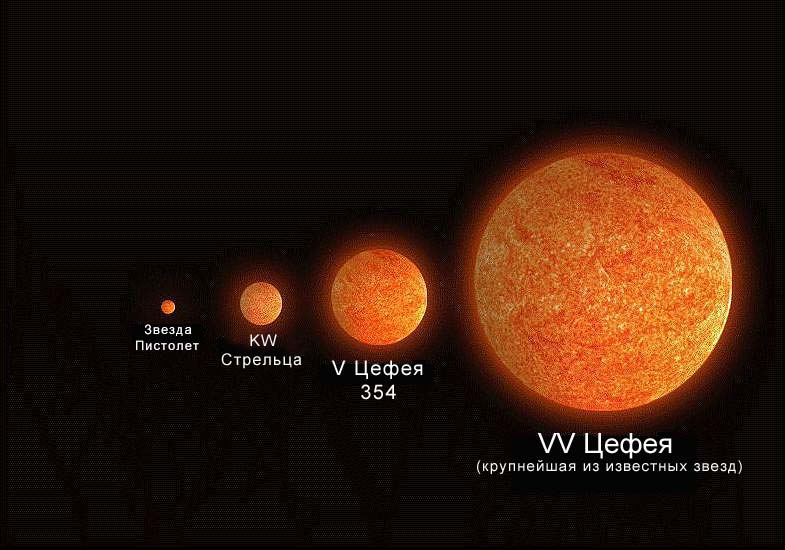 Звезда
Пистолет
KW
Стрельца
V Цефея
354
VV Цефея
(крупнейшая из известных звезд)